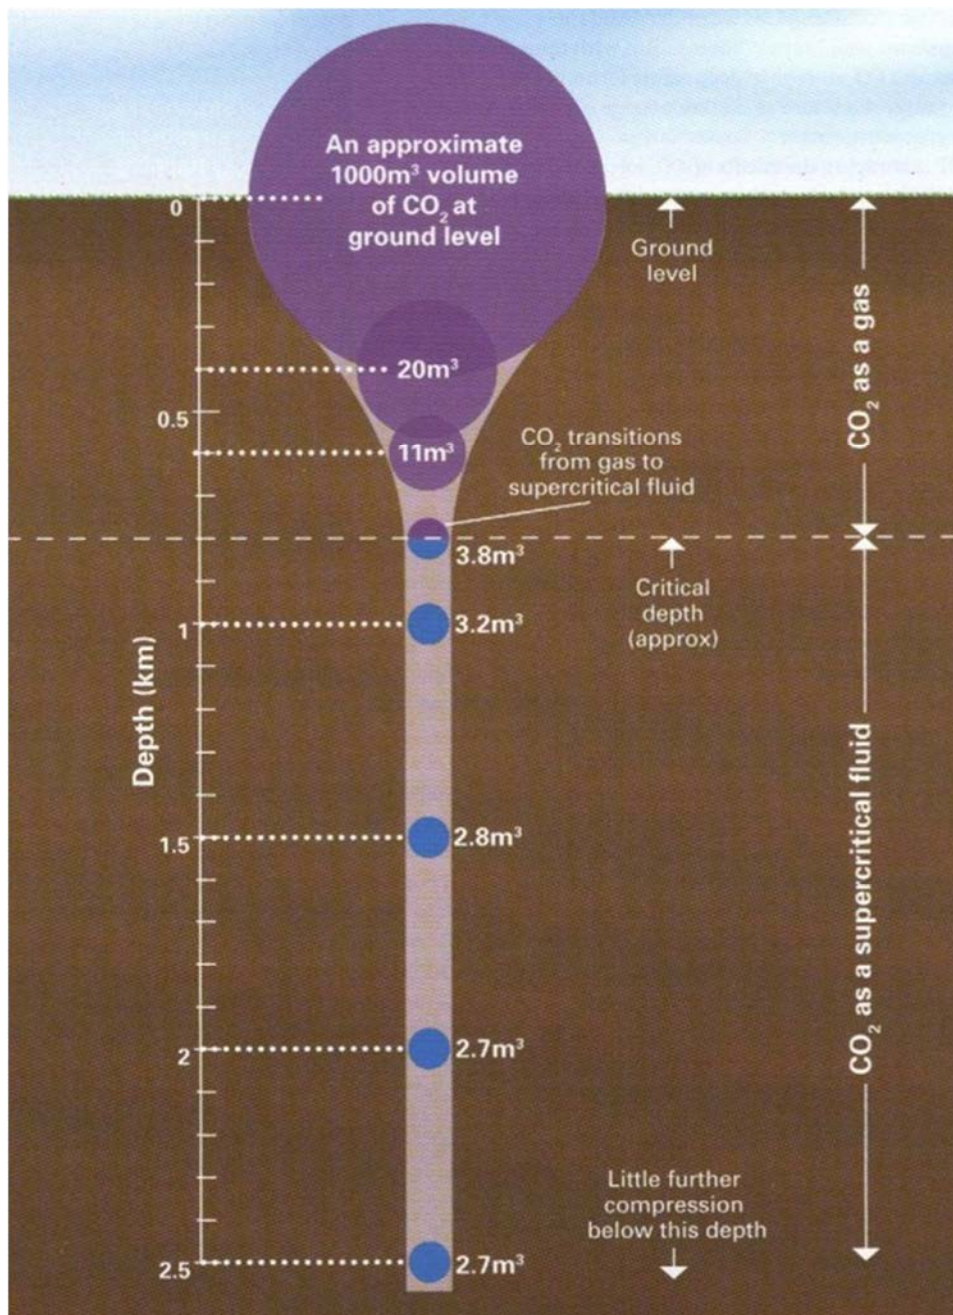 An approximate
1000m³ volume
of CO₂ at
ground level
0
Ground
level
CO₂ as a gas
20m³
0.5
11m³
CO₂ transitions
from gas to
supercritical fluid
3.8m³
Critical
depth
(approx)
1
3.2m³
Depth (km)
1.5
2.8m³
CO₂ as a supercritical fluid
2
2.7m³
Little further
compression
below this depth
2.5
2.7m³